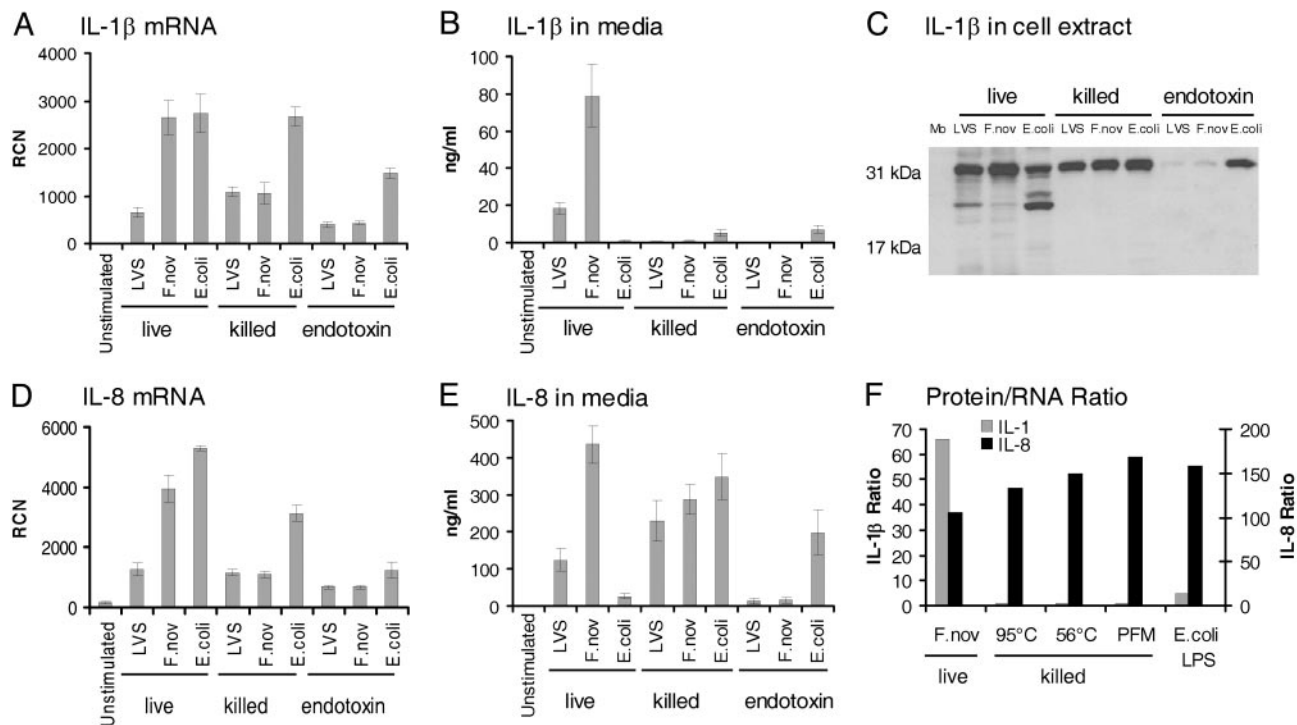 A IL-1β mRNA
4000
3000
2000
1000
0
RCN
Unstimulated
LVS
F.nov
E.coli
LVS
F.nov
E.coli
LVS
F.nov
E.coli
live killed endotoxin
B IL-1β in media
100
80
60
40
20
0
ng/ml
Unstimulated
LVS
F.nov
E.coli
LVS
F.nov
E.coli
LVS
F.nov
E.coli
live killed endotoxin
C IL-1β in cell extract
live killed endotoxin
Mo LVS F.nov E.coli LVS F.nov E.coli LVS F.nov E.coli
31 kDa
17 kDa
D IL-8 mRNA
6000
4000
2000
0
RCN
Unstimulated
LVS
F.nov
E.coli
LVS
F.nov
E.coli
LVS
F.nov
E.coli
live killed endotoxin
E IL-8 in media
500
400
300
200
100
0
ng/ml
Unstimulated
LVS
F.nov
E.coli
LVS
F.nov
E.coli
LVS
F.nov
E.coli
live killed endotoxin
F Protein/RNA Ratio
IL-1
IL-8
70
60
50
40
30
20
10
0
IL-1β Ratio
200
150
100
50
0
IL-8 Ratio
F.nov 95°C 56°C PFM E.coli
LPS
live killed